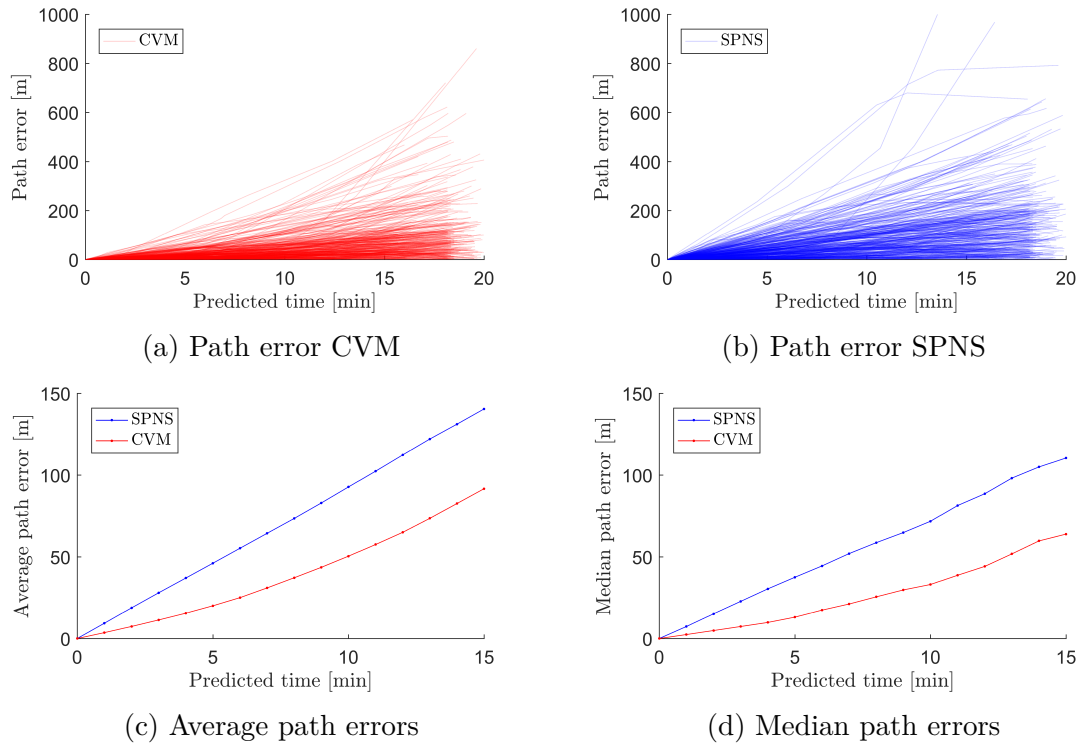 1000
800
600
400
200
0
Path error [m]
CVM
0 5 10 15 20
Predicted time [min]
(a) Path error CVM
1000
800
600
400
200
0
Path error [m]
SPNS
0 5 10 15 20
Predicted time [min]
(b) Path error SPNS
150
100
50
0
Average path error [m]
SPNS
CVM
0 5 10 15
Predicted time [min]
(c) Average path errors
150
100
50
0
Median path error [m]
SPNS
CVM
0 5 10 15
Predicted time [min]
(d) Median path errors